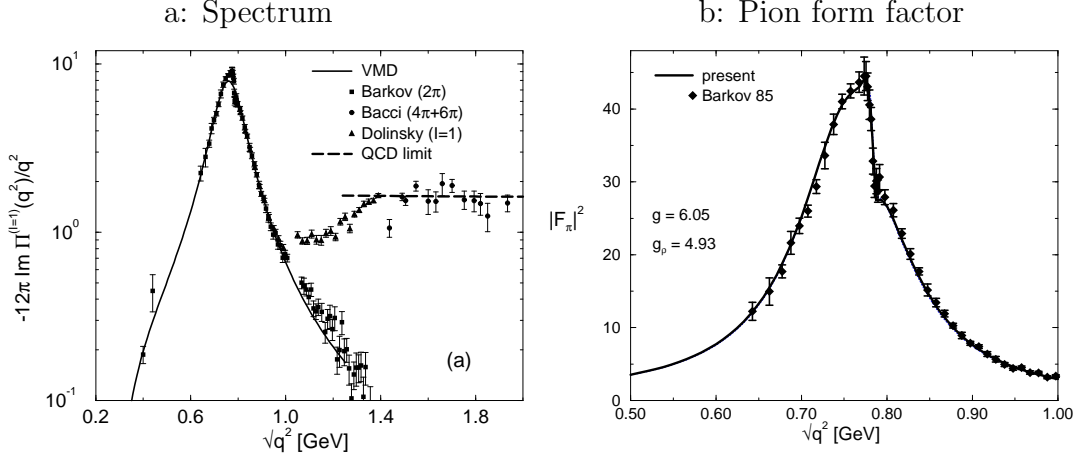 a: Spectrum
10¹
10⁰
10⁻¹
-12π Im Π⁽ᴵ⁼¹⁾(q²)/q²
VMD
Barkov (2π)
Bacci (4π+6π)
Dolinsky (I=1)
QCD limit
(a)
0.2 0.6 1.0 1.4 1.8
√q² [GeV]
b: Pion form factor
40
30
20
10
0
|F_π|²
present
Barkov 85
g = 6.05
g_ρ = 4.93
0.50 0.60 0.70 0.80 0.90 1.00
√q² [GeV]